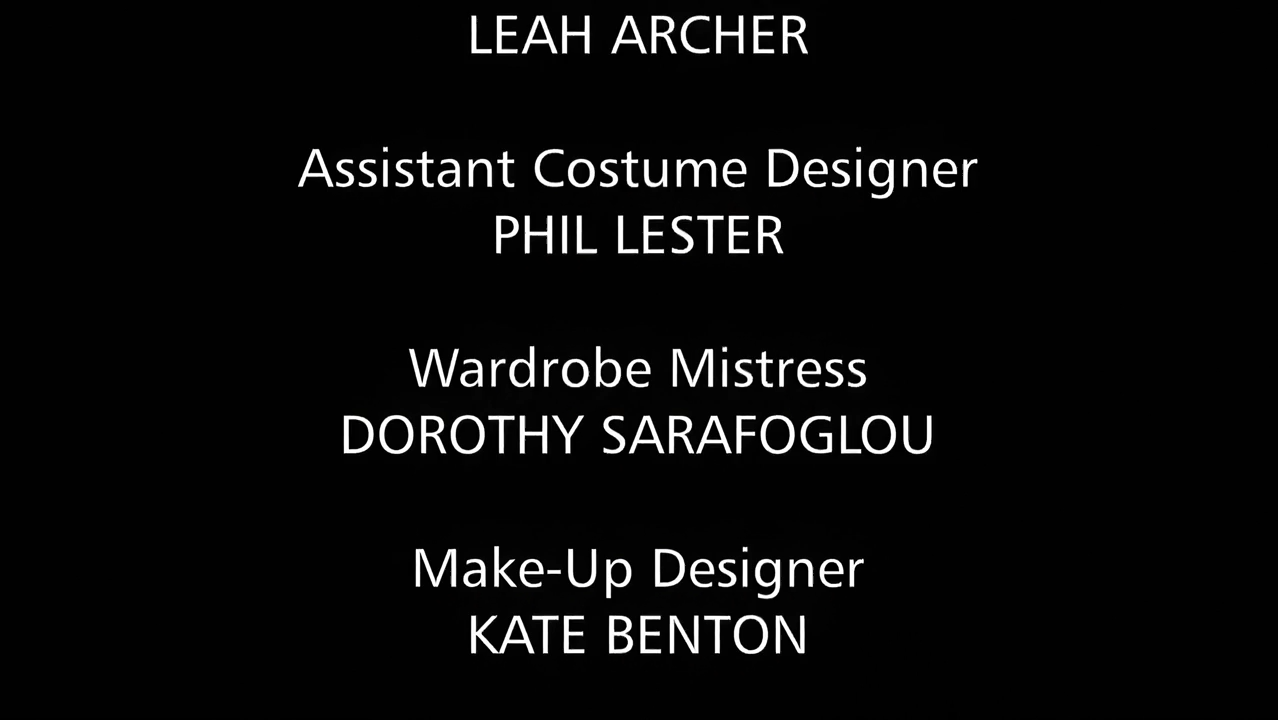 LEAH ARCHER
Assistant Costume Designer
PHIL LESTER
Wardrobe Mistress
DOROTHY SARAFOGLOU
Make-Up Designer
KATE BENTON